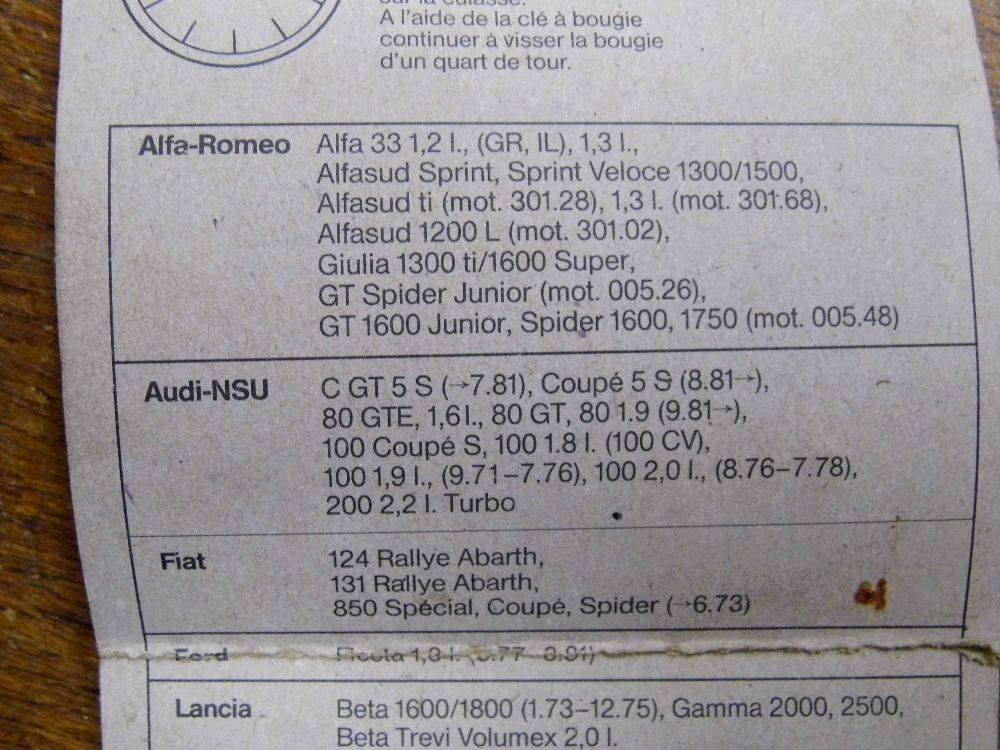 sur la culasse.
A l'aide de la clé à bougie
continuer à visser la bougie
d'un quart de tour.
Alfa-Romeo Alfa 33 1,2 l., (GR, IL), 1,3 l.,
Alfasud Sprint, Sprint Veloce 1300/1500,
Alfasud ti (mot. 301.28), 1,3 l. (mot. 301.68),
Alfasud 1200 L (mot. 301.02),
Giulia 1300 ti/1600 Super,
GT Spider Junior (mot. 005.26),
GT 1600 Junior, Spider 1600, 1750 (mot. 005.48)
Audi-NSU C GT 5 S (→7.81), Coupé 5 S (8.81→),
80 GTE, 1,6 l., 80 GT, 80 1.9 (9.81→),
100 Coupé S, 100 1.8 l. (100 CV),
100 1,9 l., (9.71–7.76), 100 2,0 l., (8.76–7.78),
200 2,2 l. Turbo
Fiat 124 Rallye Abarth,
131 Rallye Abarth,
850 Spécial, Coupé, Spider (→6.73)
Ford
Lancia Beta 1600/1800 (1.73–12.75), Gamma 2000, 2500,
Beta Trevi Volumex 2,0 l.